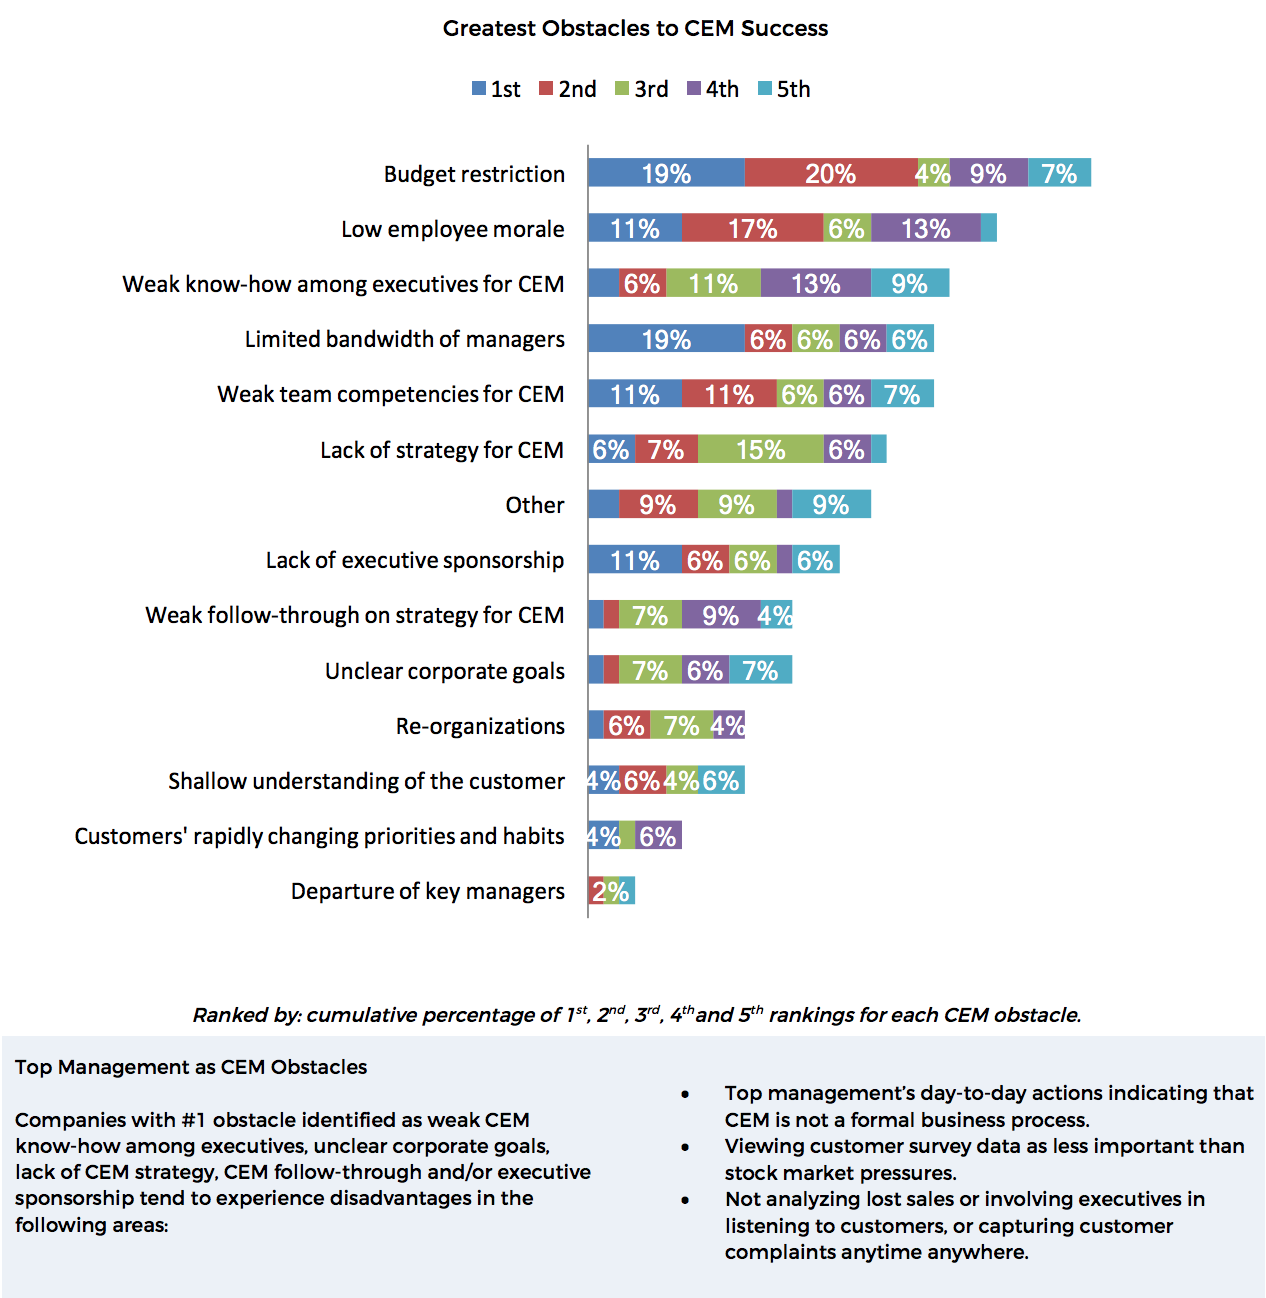 Greatest Obstacles to CEM Success
1st 2nd 3rd 4th 5th
Budget restriction 19% 20% 4% 9% 7%
Low employee morale 11% 17% 6% 13%
Weak know-how among executives for CEM 6% 11% 13% 9%
Limited bandwidth of managers 19% 6% 6% 6% 6%
Weak team competencies for CEM 11% 11% 6% 6% 7%
Lack of strategy for CEM 6% 7% 15% 6%
Other 9% 9% 9%
Lack of executive sponsorship 11% 6% 6% 6%
Weak follow-through on strategy for CEM 7% 9% 4%
Unclear corporate goals 7% 6% 7%
Re-organizations 6% 7% 4%
Shallow understanding of the customer 4% 6% 4% 6%
Customers' rapidly changing priorities and habits 4% 6%
Departure of key managers 2%
Ranked by: cumulative percentage of 1st, 2nd, 3rd, 4th and 5th rankings for each CEM obstacle.
Top Management as CEM Obstacles
Companies with #1 obstacle identified as weak CEM
know-how among executives, unclear corporate goals,
lack of CEM strategy, CEM follow-through and/or executive
sponsorship tend to experience disadvantages in the
following areas:
• Top management’s day-to-day actions indicating that
CEM is not a formal business process.
• Viewing customer survey data as less important than
stock market pressures.
• Not analyzing lost sales or involving executives in
listening to customers, or capturing customer
complaints anytime anywhere.